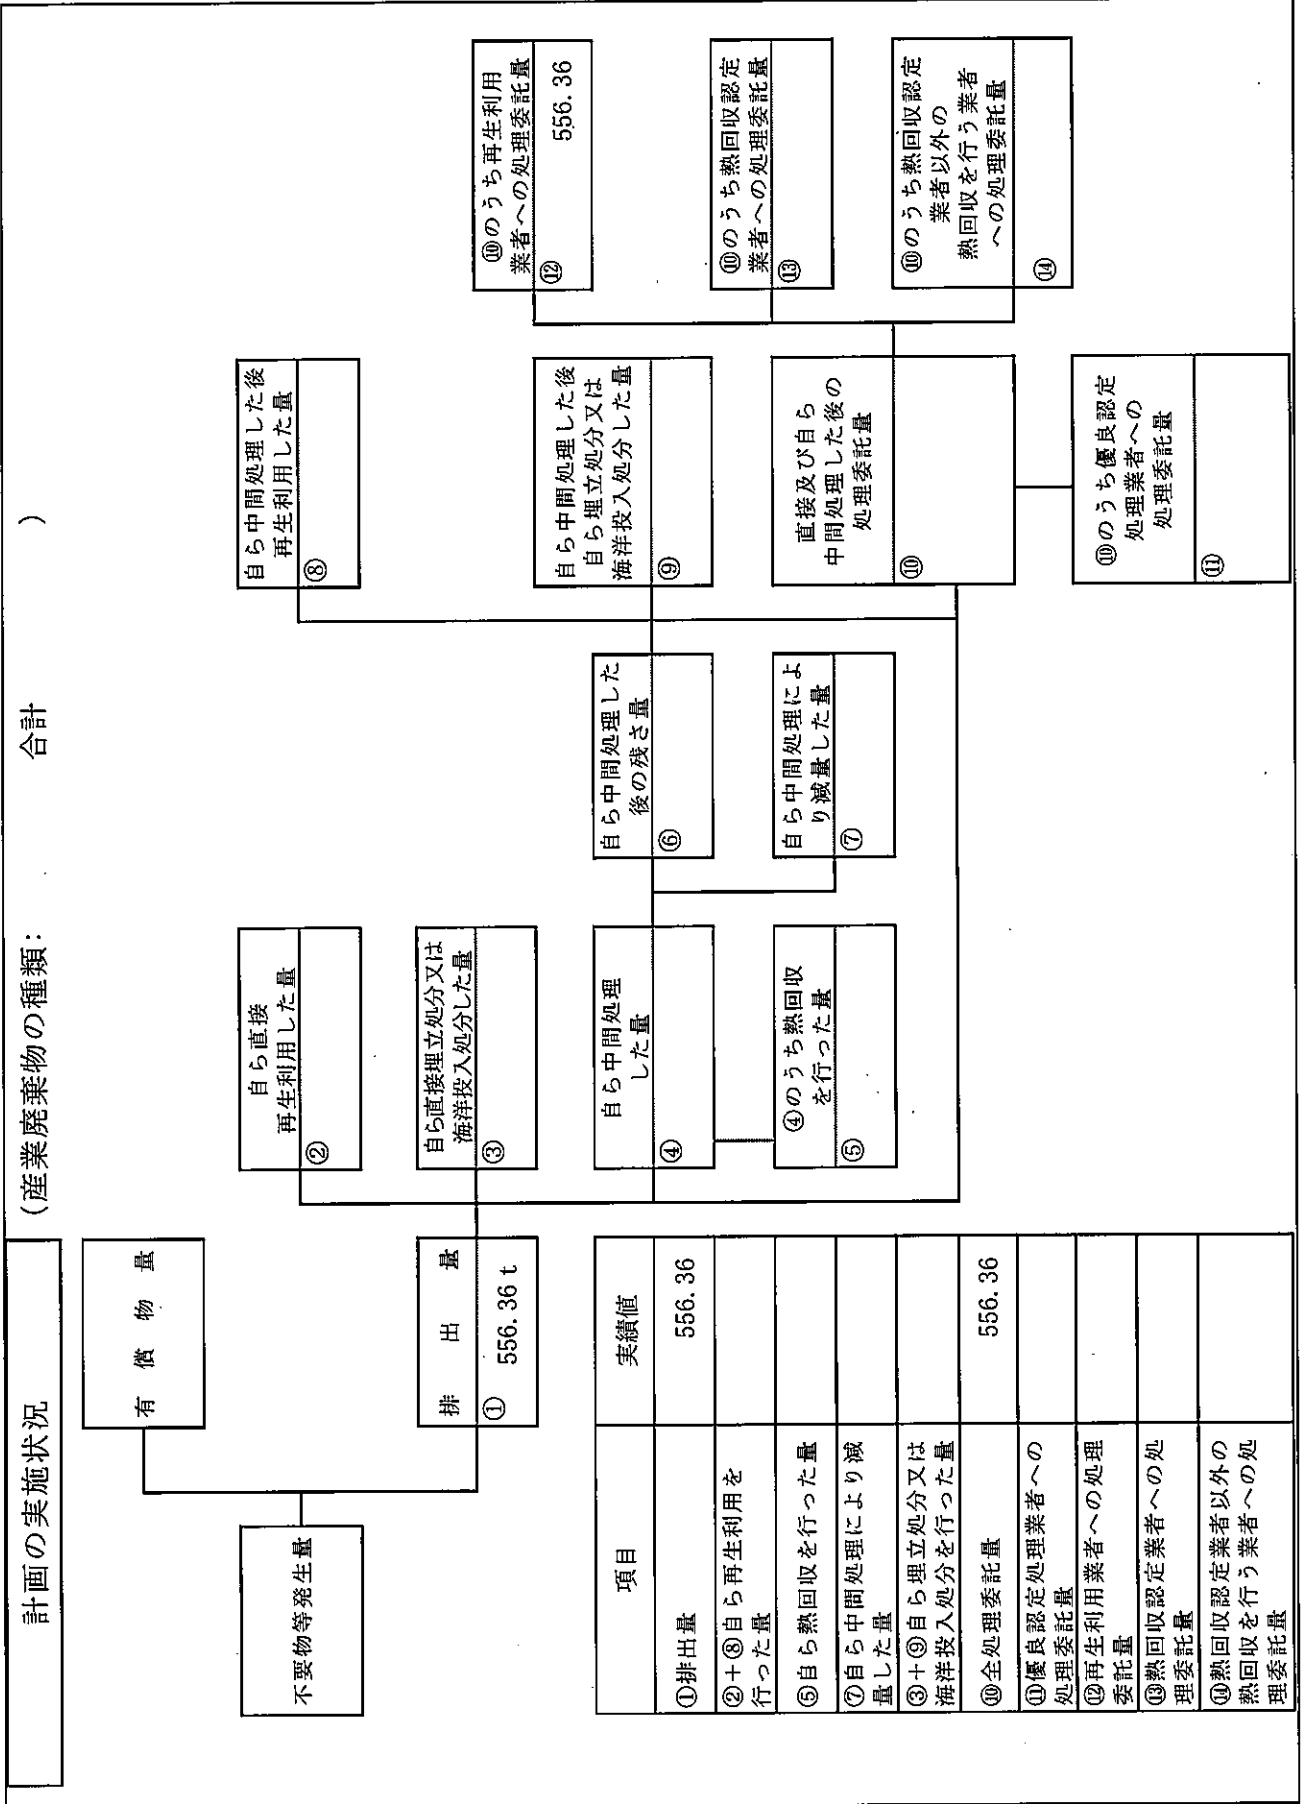 計画の実施状況
（産業廃棄物の種類： 合計 ）
不要物等発生量
有 償 物 量
排 出 量
① 556.36 t
自ら直接
再生利用した量
②
自ら直接埋立処分又は
海洋投入処分した量
③
自ら中間処理
した量
④
④のうち熱回収
を行った量
⑤
自ら中間処理した
後の残さ量
⑥
自ら中間処理によ
り減量した量
⑦
自ら中間処理した後
再生利用した量
⑧
自ら中間処理した後
自ら埋立処分又は
海洋投入処分した量
⑨
直接及び自ら
中間処理した後の
処理委託量
⑩
⑩のうち優良認定
処理業者への
処理委託量
⑪
⑩のうち再生利用
業者への処理委託量
⑫ 556.36
⑩のうち熱回収認定
業者への処理委託量
⑬
⑩のうち熱回収認定
業者以外の
熱回収を行う業者
への処理委託量
⑭
項目 実績値
①排出量 556.36
②+⑧自ら再生利用を
行った量
⑤自ら熱回収を行った量
⑦自ら中間処理により減
量した量
③+⑨自ら埋立処分又は
海洋投入処分を行った量
⑩全処理委託量 556.36
⑪優良認定処理業者への
処理委託量
⑫再生利用業者への処理
委託量
⑬熱回収認定業者への処
理委託量
⑭熱回収認定業者以外の
熱回収を行う業者への処
理委託量